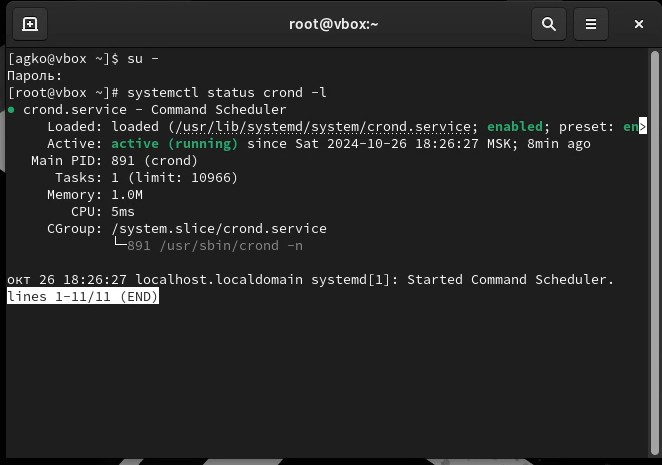 root@vbox:~
[agko@vbox ~]$ su -
Пароль:
[root@vbox ~]# systemctl status crond -l
● crond.service - Command Scheduler
Loaded: loaded (/usr/lib/systemd/system/crond.service; enabled; preset: en>
Active: active (running) since Sat 2024-10-26 18:26:27 MSK; 8min ago
Main PID: 891 (crond)
Tasks: 1 (limit: 10966)
Memory: 1.0M
CPU: 5ms
CGroup: /system.slice/crond.service
└─891 /usr/sbin/crond -n
окт 26 18:26:27 localhost.localdomain systemd[1]: Started Command Scheduler.
lines 1-11/11 (END)